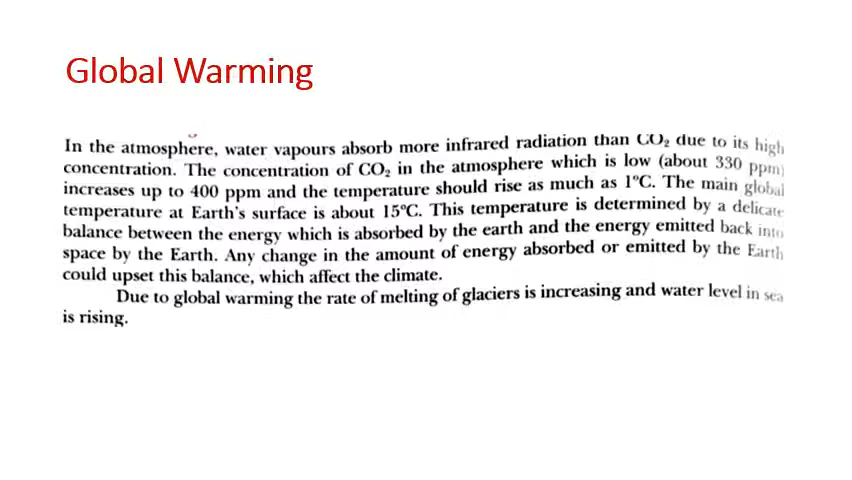 Global Warming
In the atmosphere, water vapours absorb more infrared radiation than CO₂ due to its high
concentration. The concentration of CO₂ in the atmosphere which is low (about 330 ppm)
increases up to 400 ppm and the temperature should rise as much as 1°C. The main global
temperature at Earth's surface is about 15°C. This temperature is determined by a delicate
balance between the energy which is absorbed by the earth and the energy emitted back into
space by the Earth. Any change in the amount of energy absorbed or emitted by the Earth
could upset this balance, which affect the climate.
Due to global warming the rate of melting of glaciers is increasing and water level in sea
is rising.